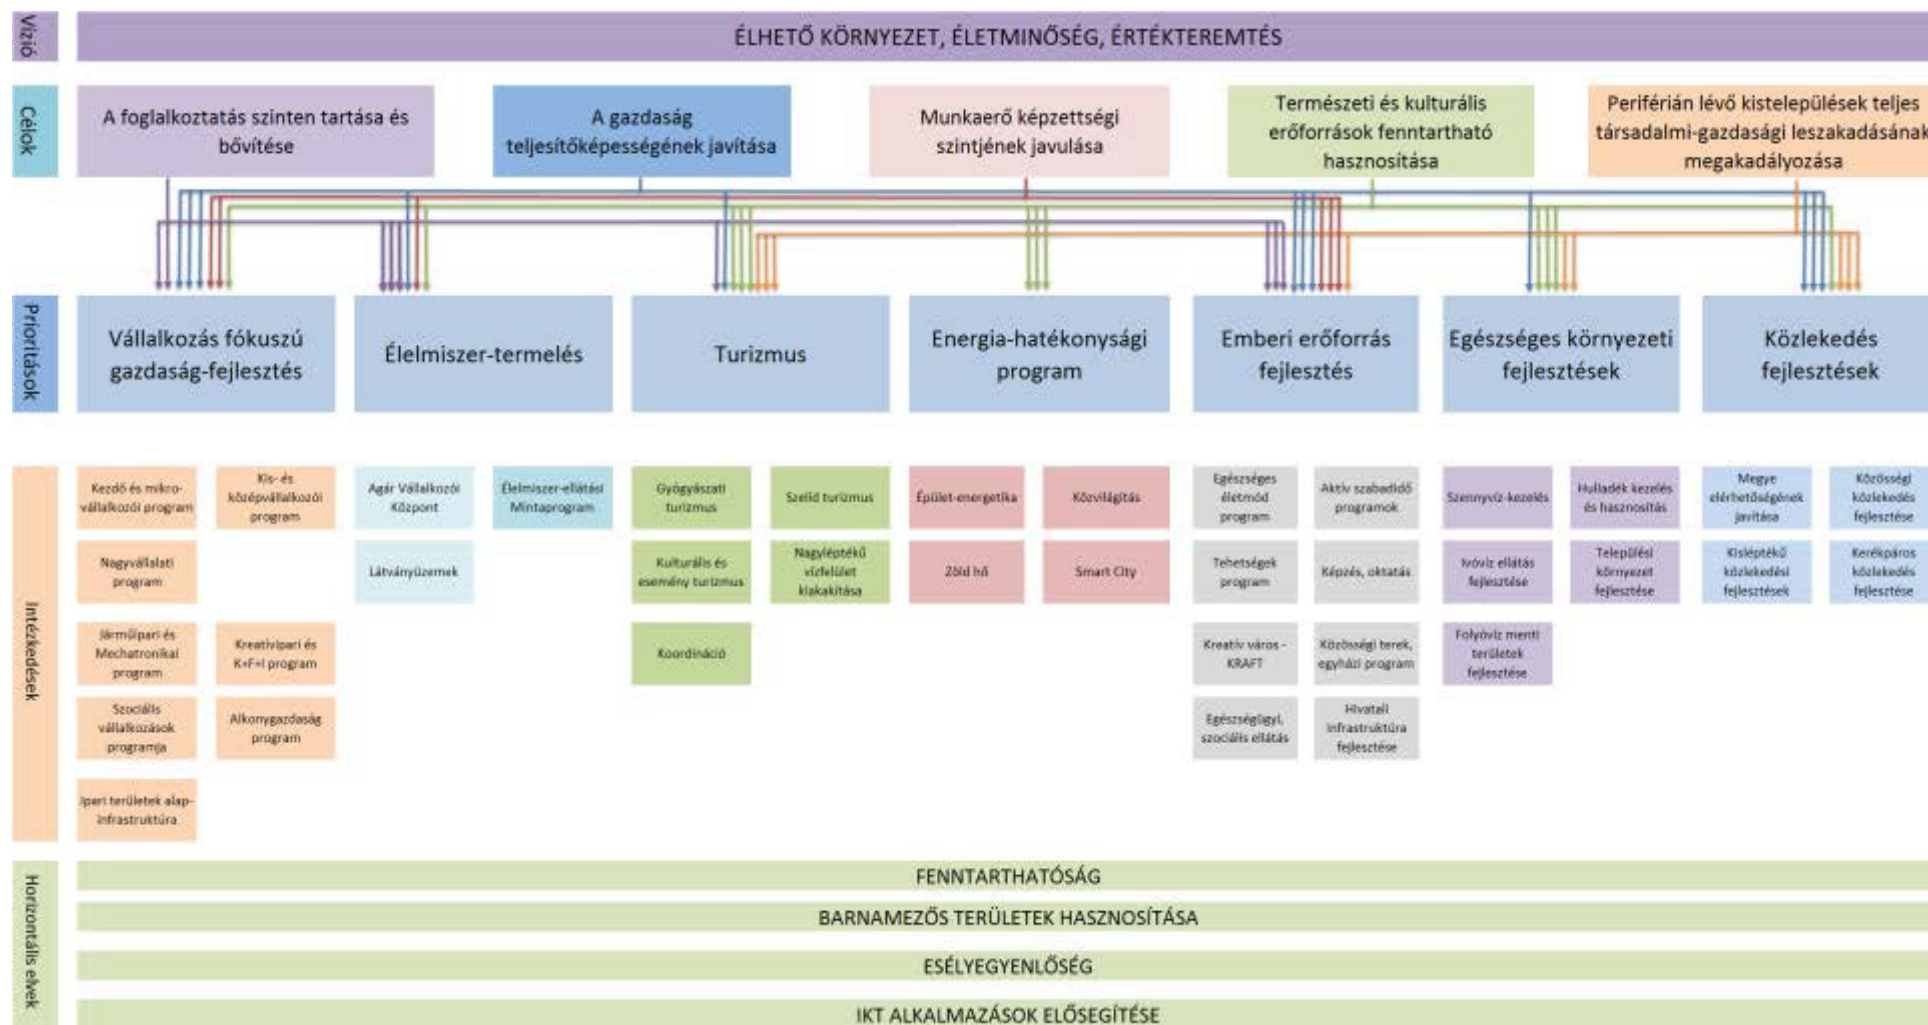 Vízió
ÉLHETŐ KÖRNYEZET, ÉLETMINŐSÉG, ÉRTÉKTEREMTÉS
Célok
A foglalkoztatás szinten tartása és
bővítése
A gazdaság
teljesítőképességének javítása
Munkaerő képzettségi
szintjének javulása
Természeti és kulturális
erőforrások fenntartható
hasznosítása
Periférián lévő kistelepülések teljes
társadalmi-gazdasági leszakadásának
megakadályozása
Prioritások
Vállalkozás fókuszú
gazdaság-fejlesztés
Élelmiszer-termelés
Turizmus
Energia-hatékonysági
program
Emberi erőforrás
fejlesztés
Egészséges környezeti
fejlesztések
Közlekedés
fejlesztések
Intézkedések
Kezdő és mikro-
vállalkozói program
Kis- és
középvállalkozói
program
Nagyvállalati
program
Járműipari és
Mechatronikai
program
Kreatívipari és
K+F+I program
Szociális
vállalkozások
programja
Alkonygazdaság
program
Ipari területek alap-
infrastruktúra
Agár Vállalkozói
Központ
Élelmiszer-ellátási
Mintaprogram
Látványüzemek
Gyógyászati
turizmus
Szelíd turizmus
Kulturális és
esemény turizmus
Nagyléptékű
vízfelület
kiakakítása
Koordináció
Épület-energetika
Közvilágítás
Zöld hő
Smart City
Egészséges
életmód
program
Aktív szabadidő
programok
Tehetségek
program
Képzés, oktatás
Kreatív város -
KRAFT
Közösségi terek,
egyházi program
Egészségügyi,
szociális ellátás
Hivatali
infrastruktúra
fejlesztése
Szennyvíz-kezelés
Hulladék kezelés
és hasznosítás
Ivóvíz ellátás
fejlesztése
Települési
környezet
fejlesztése
Folyóvíz menti
területek
fejlesztése
Megye
elérhetőségének
javítása
Közösségi
közlekedés
fejlesztése
Kisléptékű
közlekedési
fejlesztések
Kerékpáros
közlekedés
fejlesztése
Horizontális elvek
FENNTARTHATÓSÁG
BARNAMEZŐS TERÜLETEK HASZNOSÍTÁSA
ESÉLYEGYENLŐSÉG
IKT ALKALMAZÁSOK ELŐSEGÍTÉSE